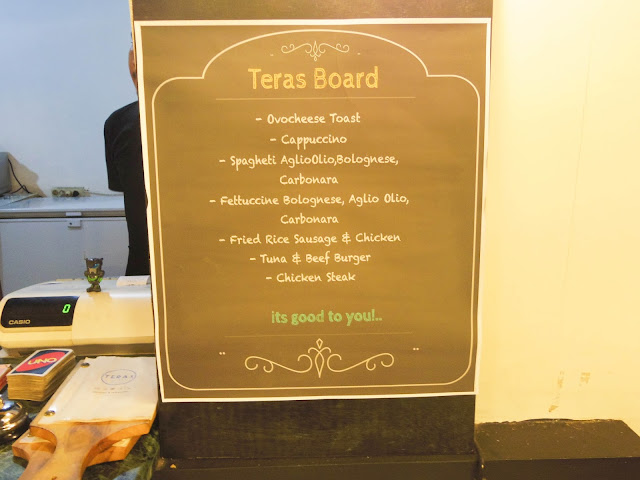 Teras Board
- Ovocheese Toast
- Cappuccino
- Spagheti AglioOlio,Bolognese,
Carbonara
- Fettuccine Bolognese, Aglio Olio,
Carbonara
- Fried Rice Sausage & Chicken
- Tuna & Beef Burger
- Chicken Steak
its good to you!..
0
CASIO
UNO
TERAS